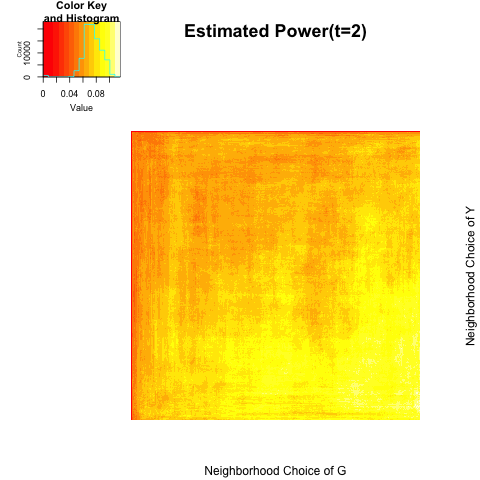 Color Key
and Histogram
Estimated Power(t=2)
Count
0 10000
0 0.04 0.08
Value
Neighborhood Choice of Y
Neighborhood Choice of G